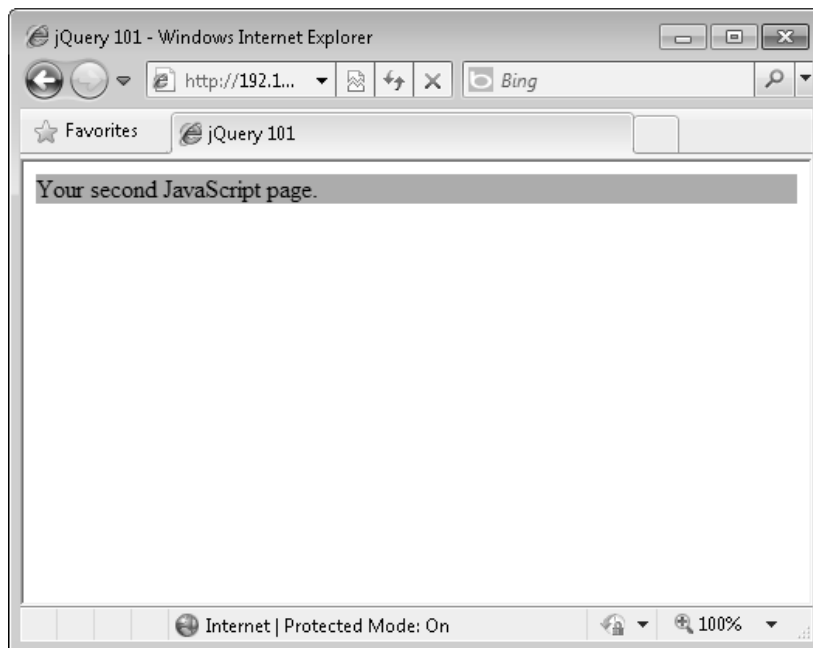 jQuery 101 - Windows Internet Explorer
http://192.1...
Bing
Favorites
jQuery 101
Your second JavaScript page.
Internet | Protected Mode: On
100%